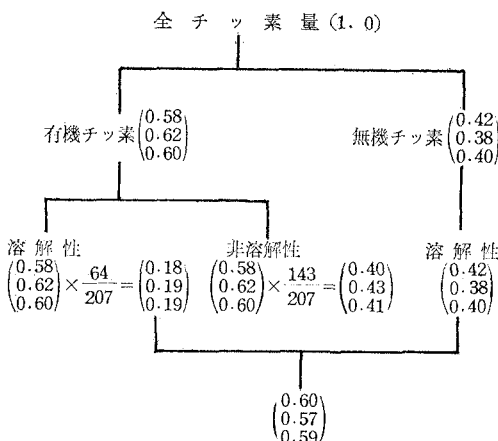 全チッ素量(1.0)
有機チッ素(0.58 0.62 0.60) 無機チッ素(0.42 0.38 0.40)
溶解性 非溶解性 溶解性
(0.58 0.62 0.60)×64/207=(0.18 0.19 0.19) (0.58 0.62 0.60)×143/207=(0.40 0.43 0.41) (0.42 0.38 0.40)
(0.60 0.57 0.59)